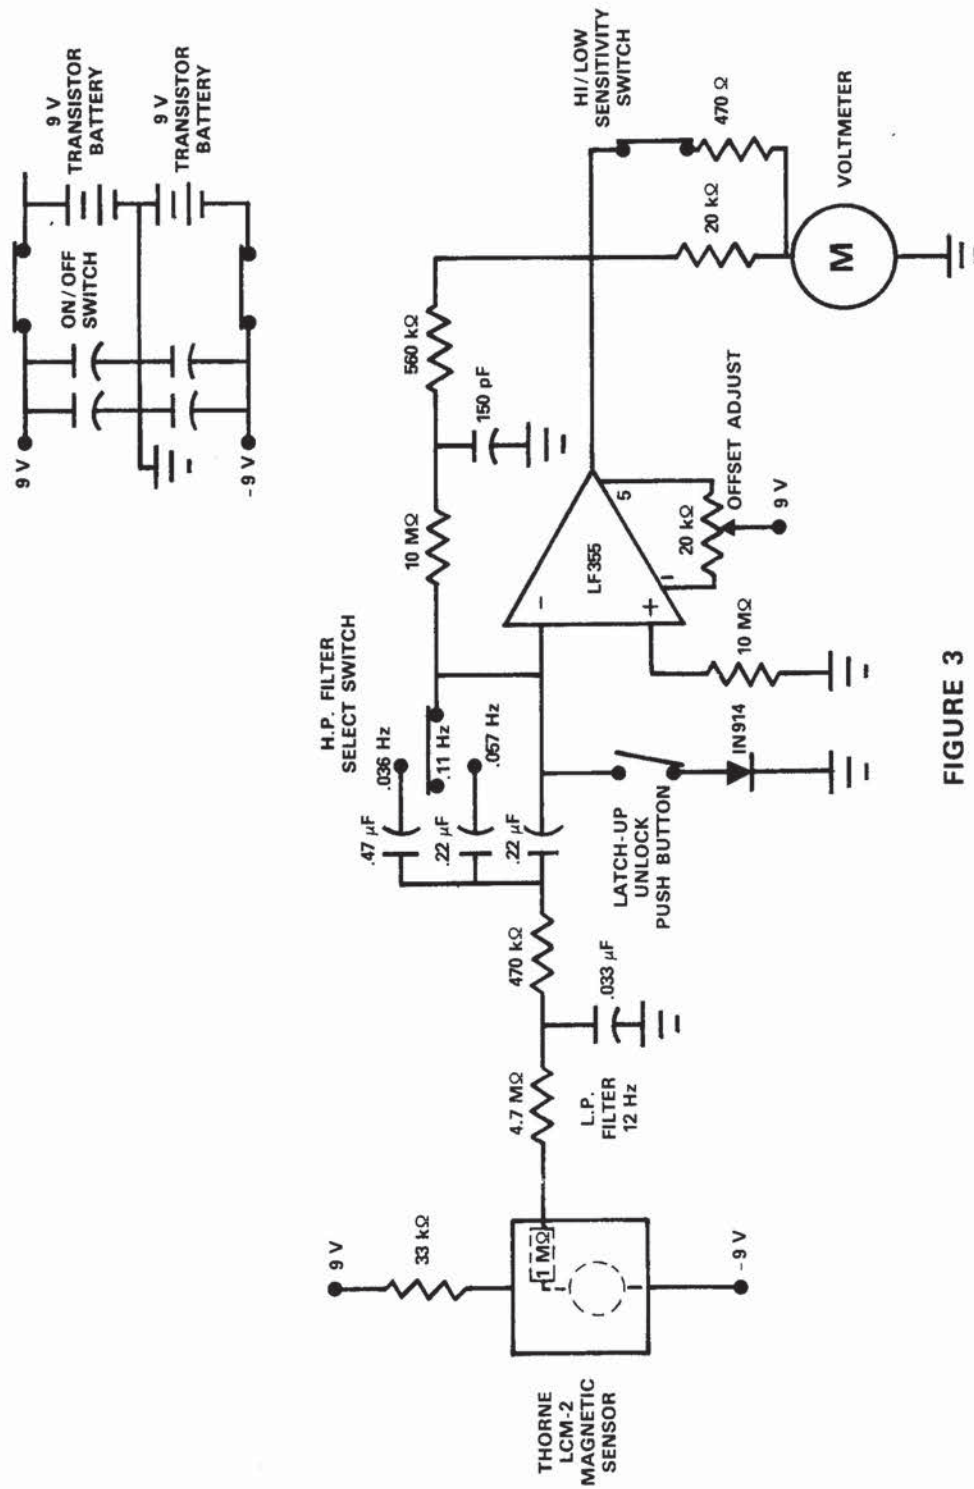 9 V
TRANSISTOR
BATTERY
9 V
TRANSISTOR
BATTERY
ON/OFF
SWITCH
9 V
-9 V
HI/LOW
SENSITIVITY
SWITCH
470 Ω
20 kΩ
M
VOLTMETER
560 kΩ
150 pF
10 MΩ
H.P. FILTER
SELECT SWITCH
.036 Hz
.11 Hz
.057 Hz
.47 μF
.22 μF
.22 μF
LF355
-
+
5
1
20 kΩ
OFFSET ADJUST
9 V
10 MΩ
IN914
LATCH-UP
UNLOCK
PUSH BUTTON
470 kΩ
.033 μF
4.7 MΩ
L.P.
FILTER
12 Hz
9 V
33 kΩ
1 MΩ
-9 V
THORNE
LCM-2
MAGNETIC
SENSOR
FIGURE 3